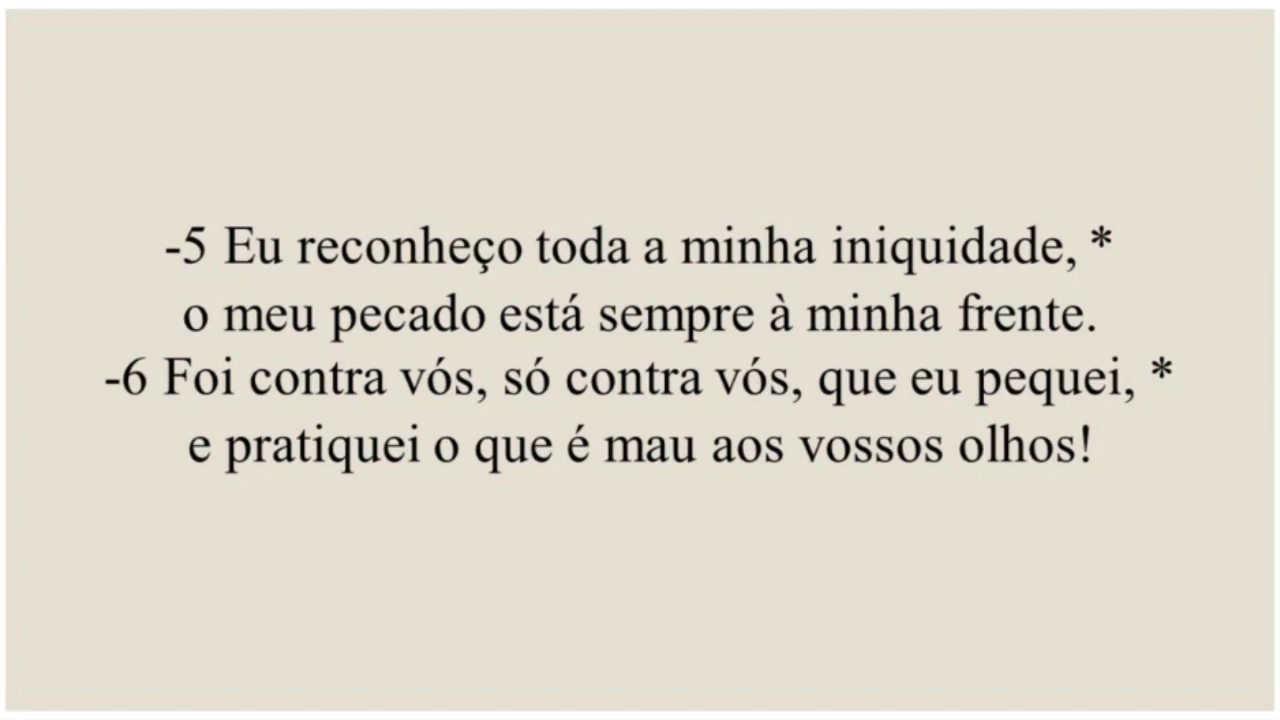 -5 Eu reconheço toda a minha iniquidade, *
o meu pecado está sempre à minha frente.
-6 Foi contra vós, só contra vós, que eu pequei, *
e pratiquei o que é mau aos vossos olhos!